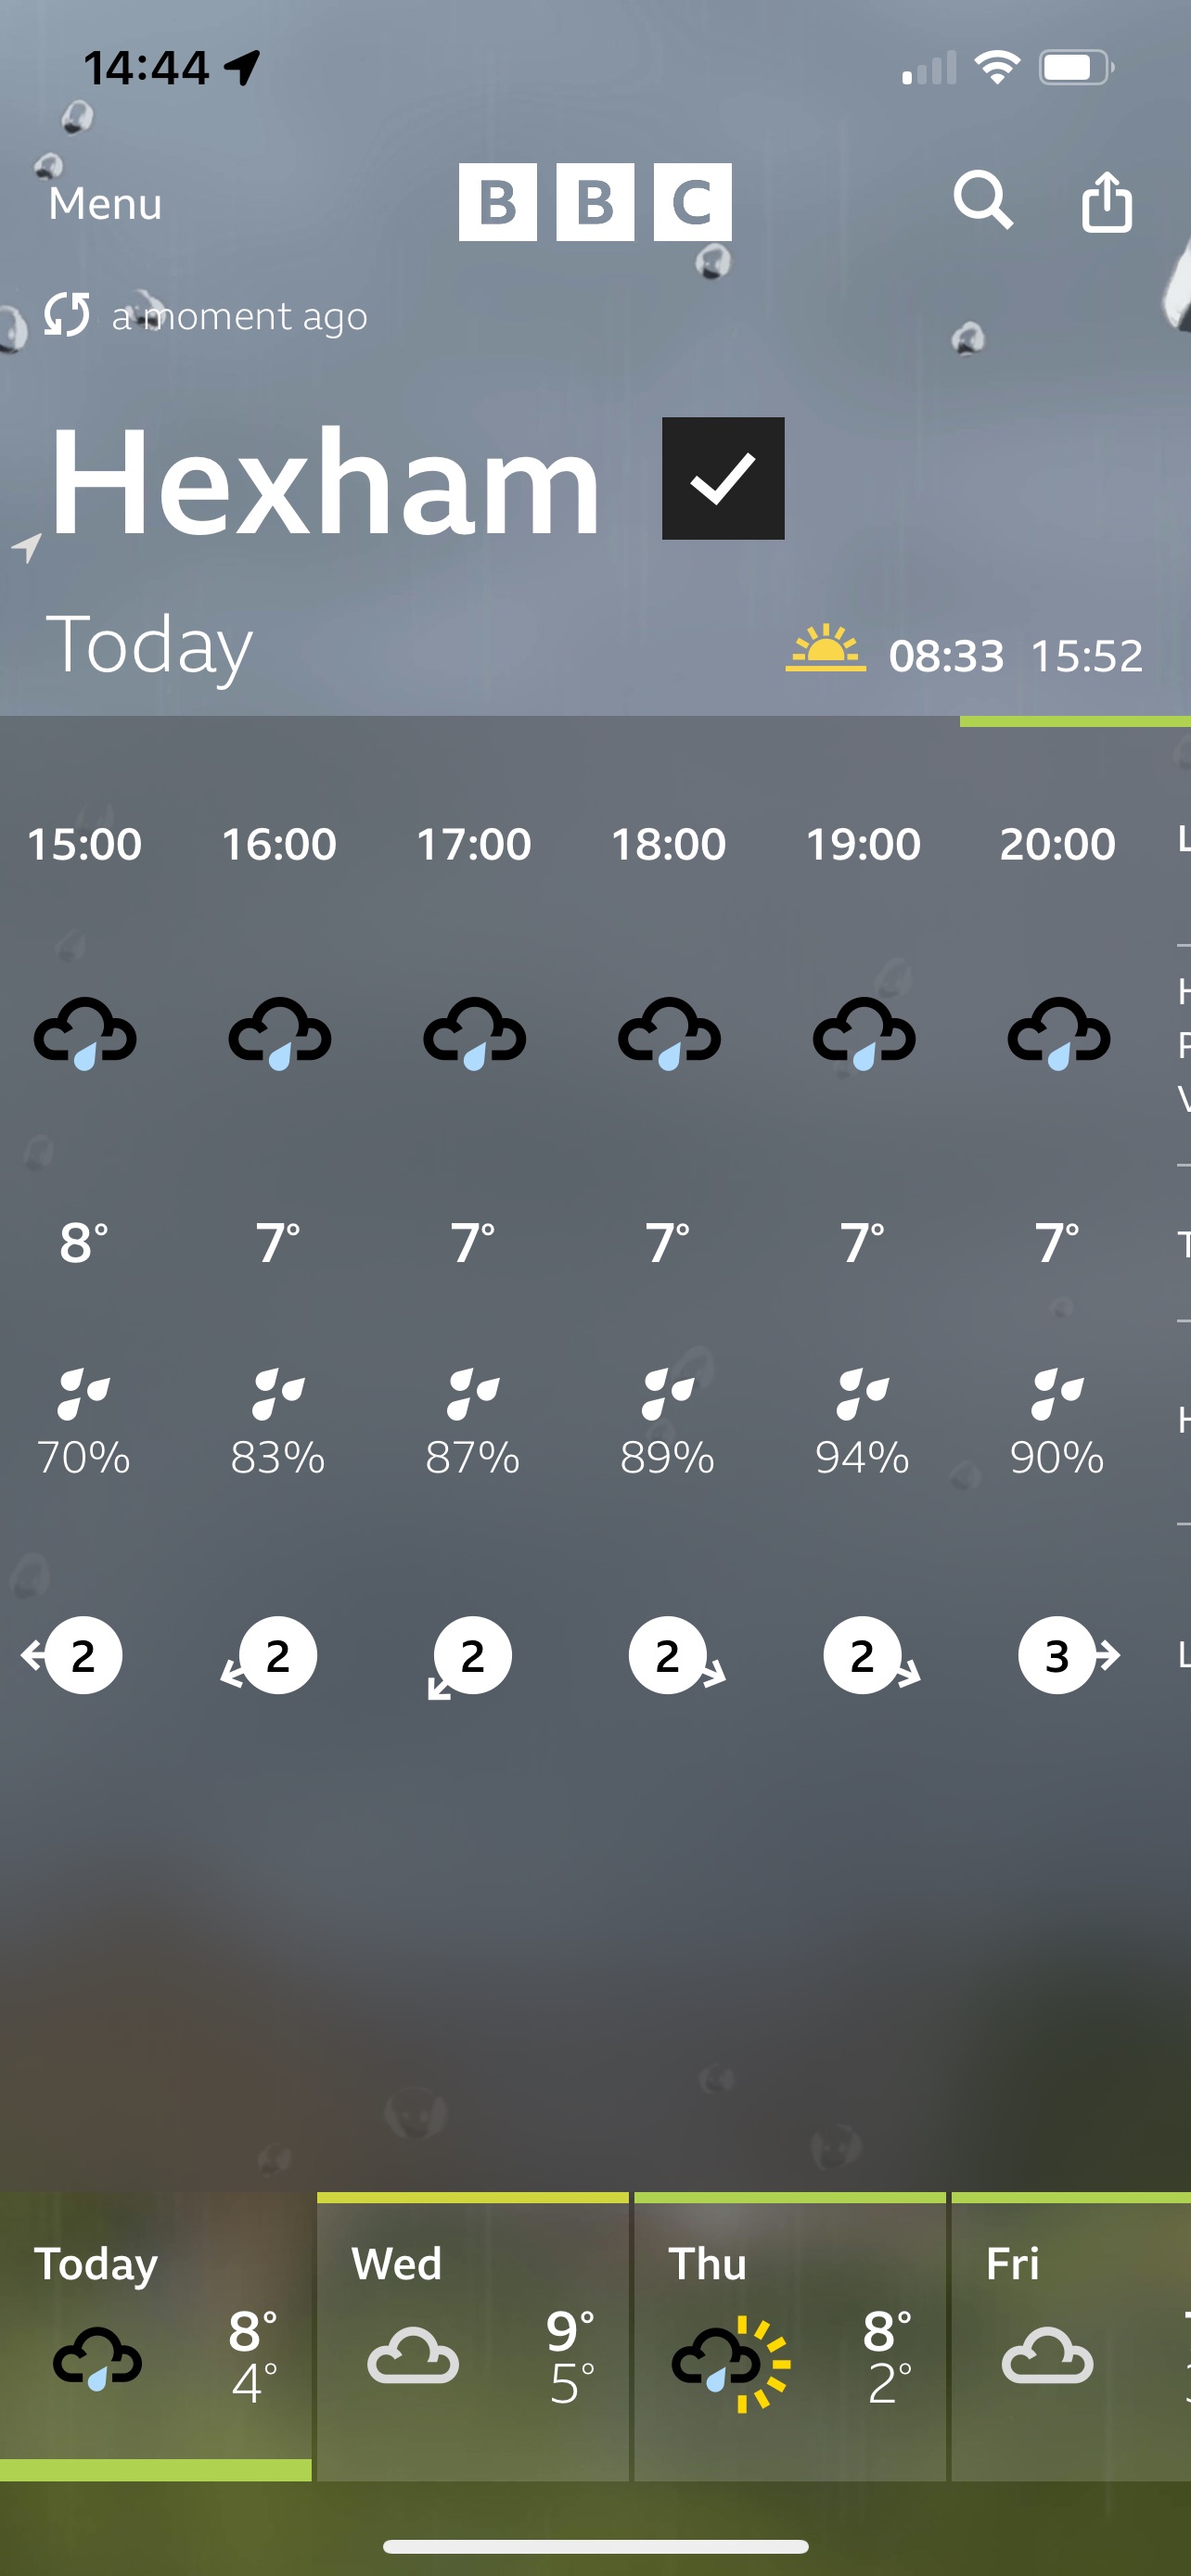 14:44
Menu
BBC
a moment ago
Hexham
Today
08:33 15:52
15:00 16:00 17:00 18:00 19:00 20:00
8° 7° 7° 7° 7° 7°
70% 83% 87% 89% 94% 90%
2 2 2 2 2 3
Today Wed Thu Fri
8° 9° 8°
4° 5° 2°